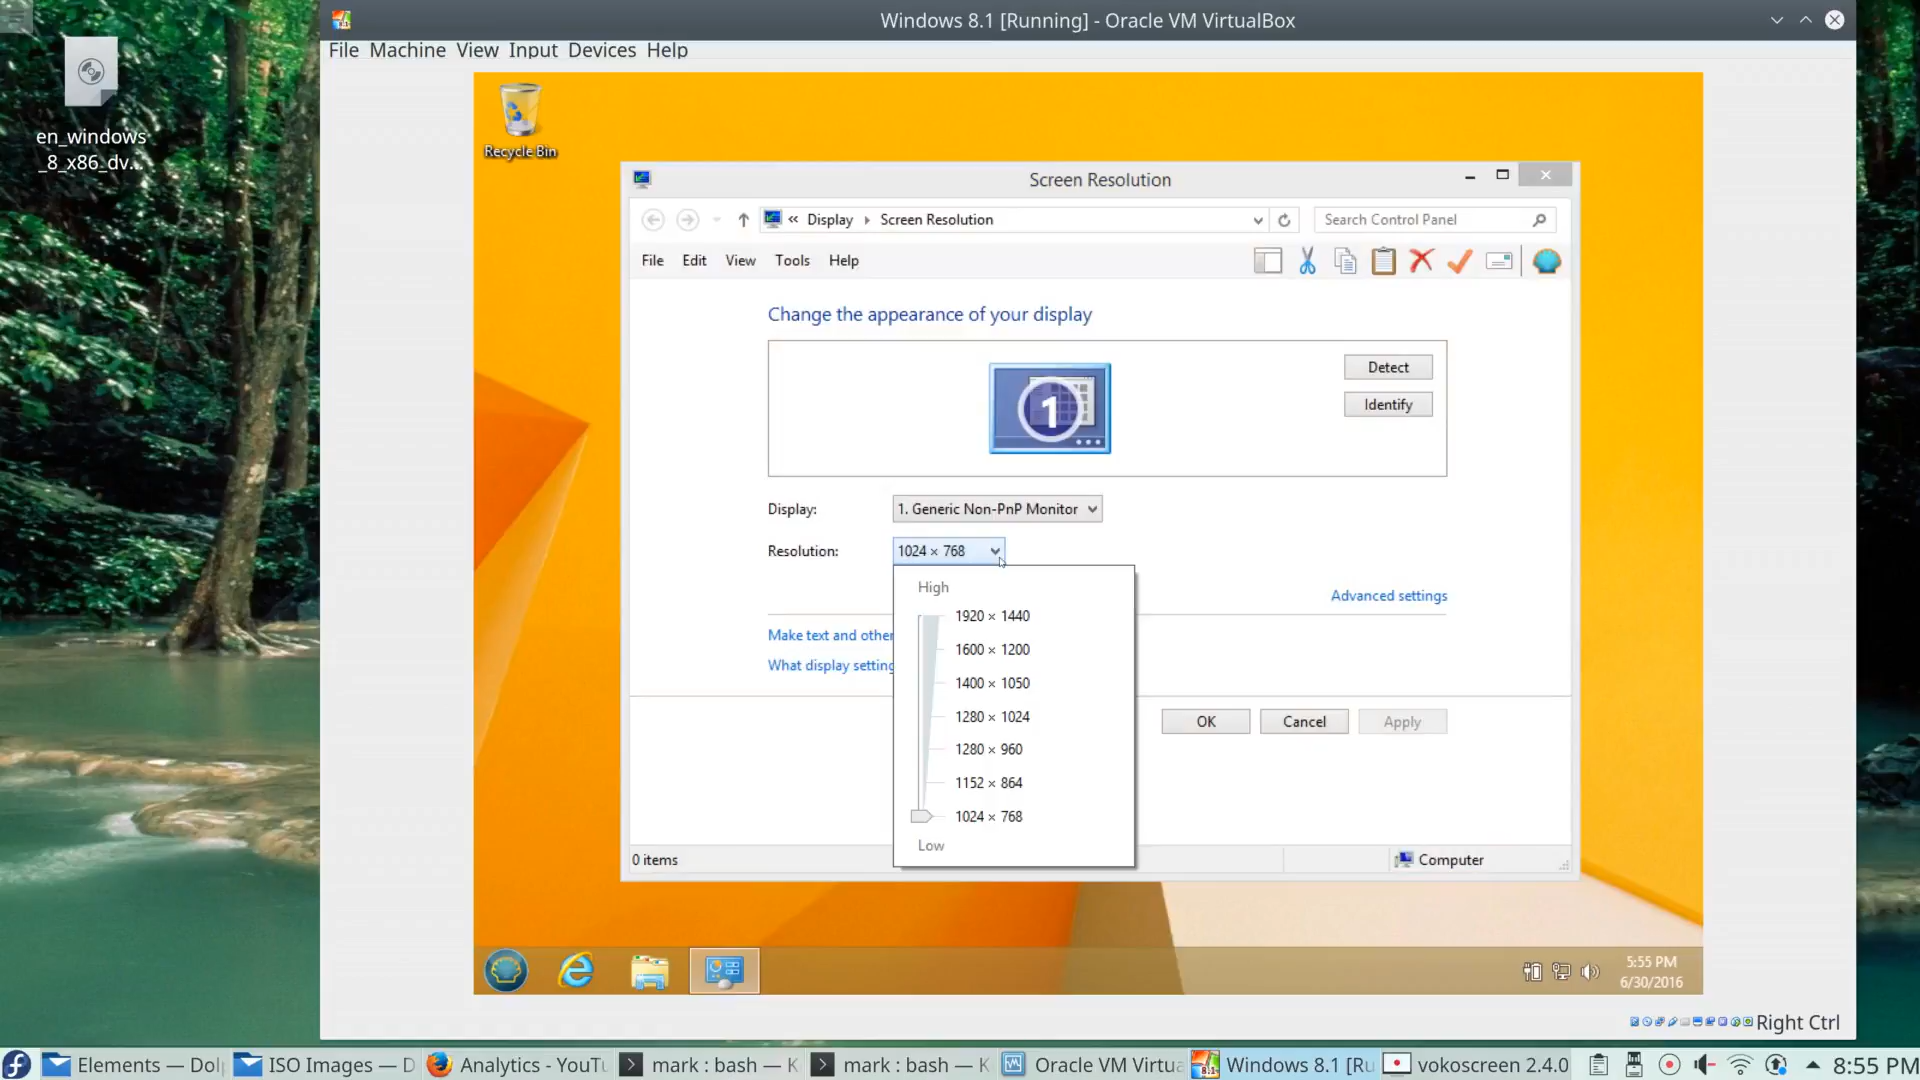 Windows 8.1 [Running] - Oracle VM VirtualBox
File Machine View Input Devices Help
en_windows
_8_x86_dv...
Recycle Bin
Screen Resolution
« Display Screen Resolution
Search Control Panel
File Edit View Tools Help
Change the appearance of your display
1
Detect
Identify
Display: 1. Generic Non-PnP Monitor
Resolution: 1024 × 768
High
1920 × 1440
1600 × 1200
1400 × 1050
1280 × 1024
1280 × 960
1152 × 864
1024 × 768
Low
Advanced settings
Make text and other
What display setting
OK Cancel Apply
0 items
Computer
5:55 PM
6/30/2016
Right Ctrl
Elements — Dol
ISO Images — D
Analytics - YouTu
mark : bash — K
mark : bash — K
Oracle VM Virtua
Windows 8.1 [Ru
vokoscreen 2.4.0
8:55 PM